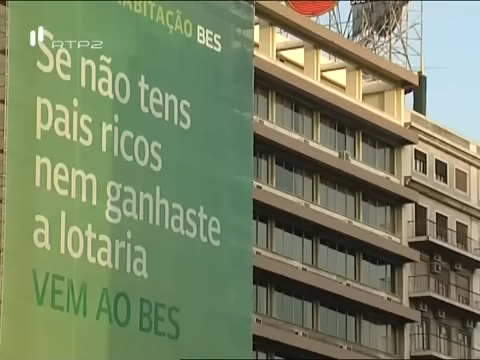 HABITAÇÃO BES
RTP2
Se não tens
pais ricos
nem ganhaste
a lotaria
VEM AO BES